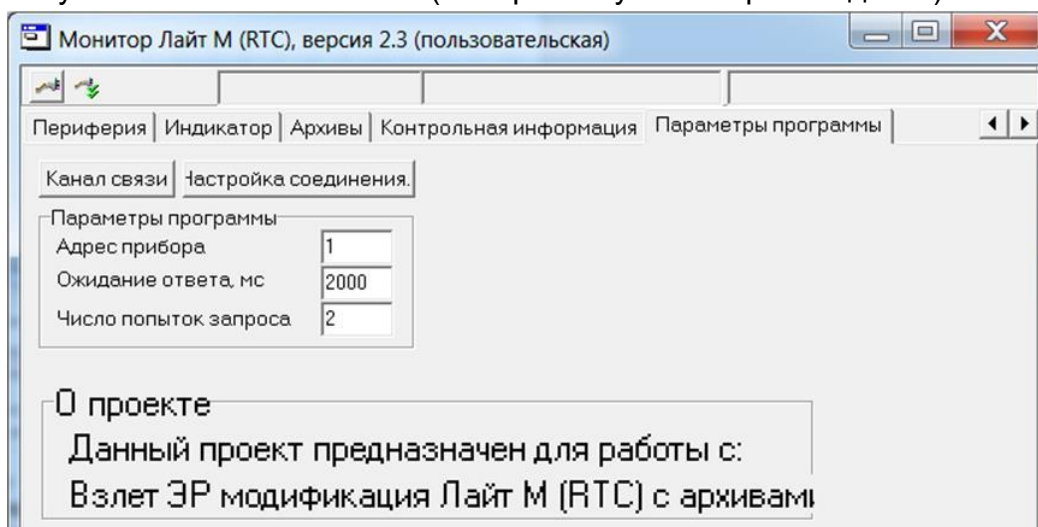 Монитор Лайт М (RTC), версия 2.3 (пользовательская)
Периферия Индикатор Архивы Контрольная информация Параметры программы
Канал связи Настройка соединения.
Параметры программы
Адрес прибора 1
Ожидание ответа, мс 2000
Число попыток запроса 2
О проекте
Данный проект предназначен для работы с:
Взлет ЭР модификация Лайт М (RTC) с архивами